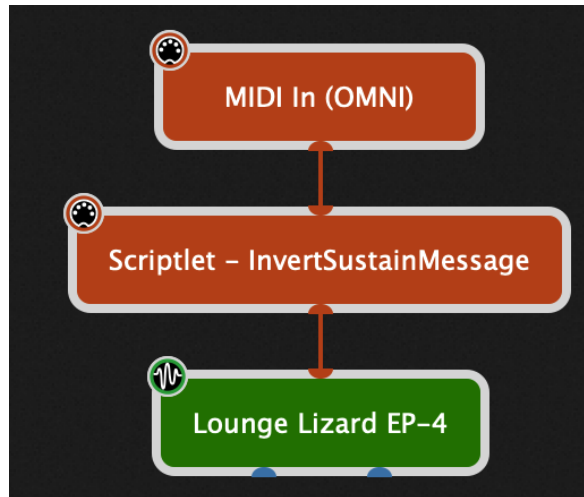 MIDI In (OMNI)
Scriptlet – InvertSustainMessage
Lounge Lizard EP–4